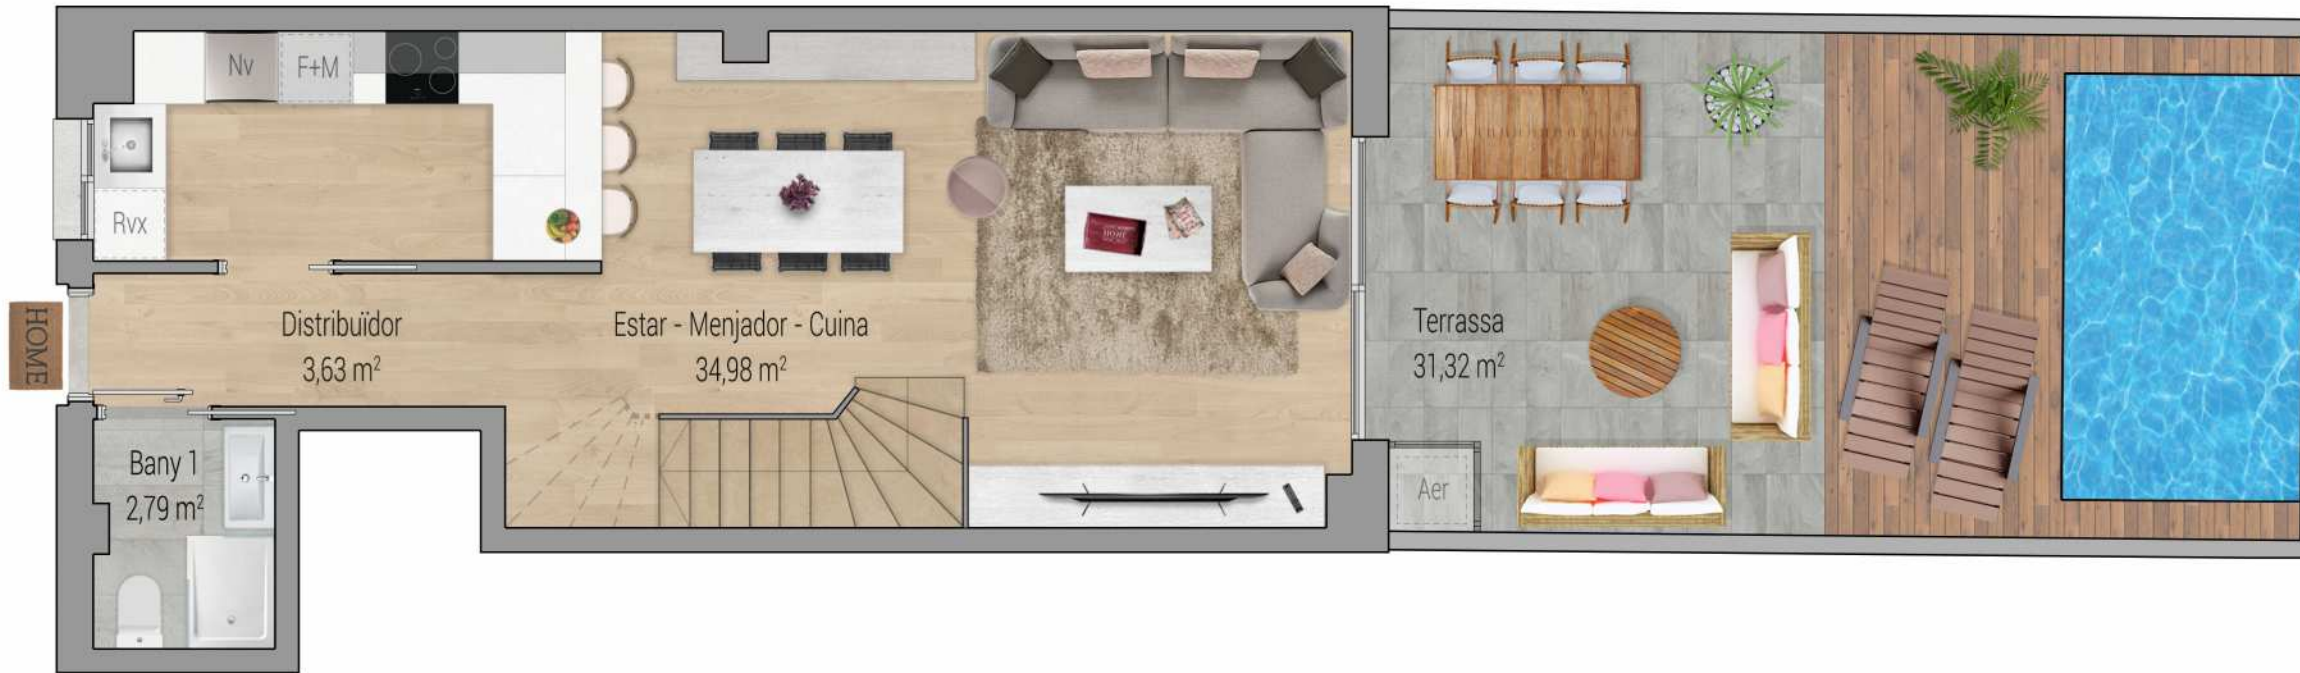 Nv
F+M
Rvx
HOME
Distribuïdor
3,63 m²
Estar - Menjador - Cuina
34,98 m²
HOME
Terrassa
31,32 m²
Bany 1
2,79 m²
Aer